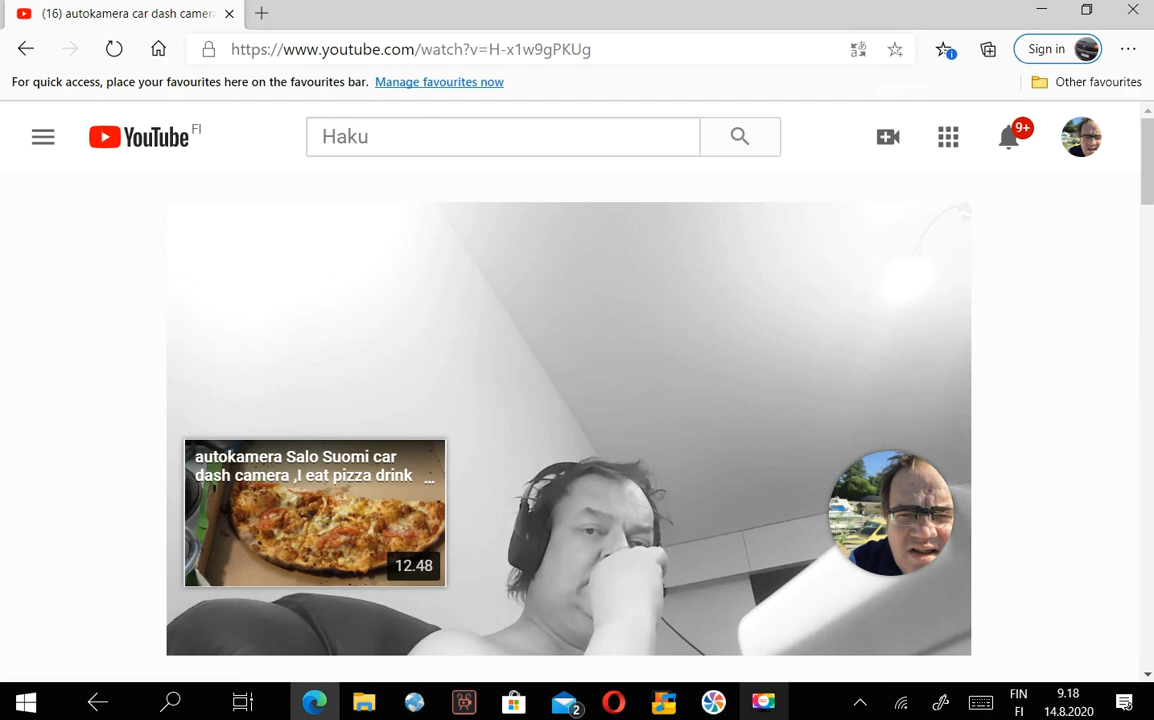 (16) autokamera car dash camer
https://www.youtube.com/watch?v=H-x1w9gPKUg
Sign in
For quick access, place your favourites here on the favourites bar. Manage favourites now
Other favourites
YouTube FI
Haku
9+
autokamera Salo Suomi car
dash camera ,I eat pizza drink ...
12.48
2
FIN
FI
9.18
14.8.2020